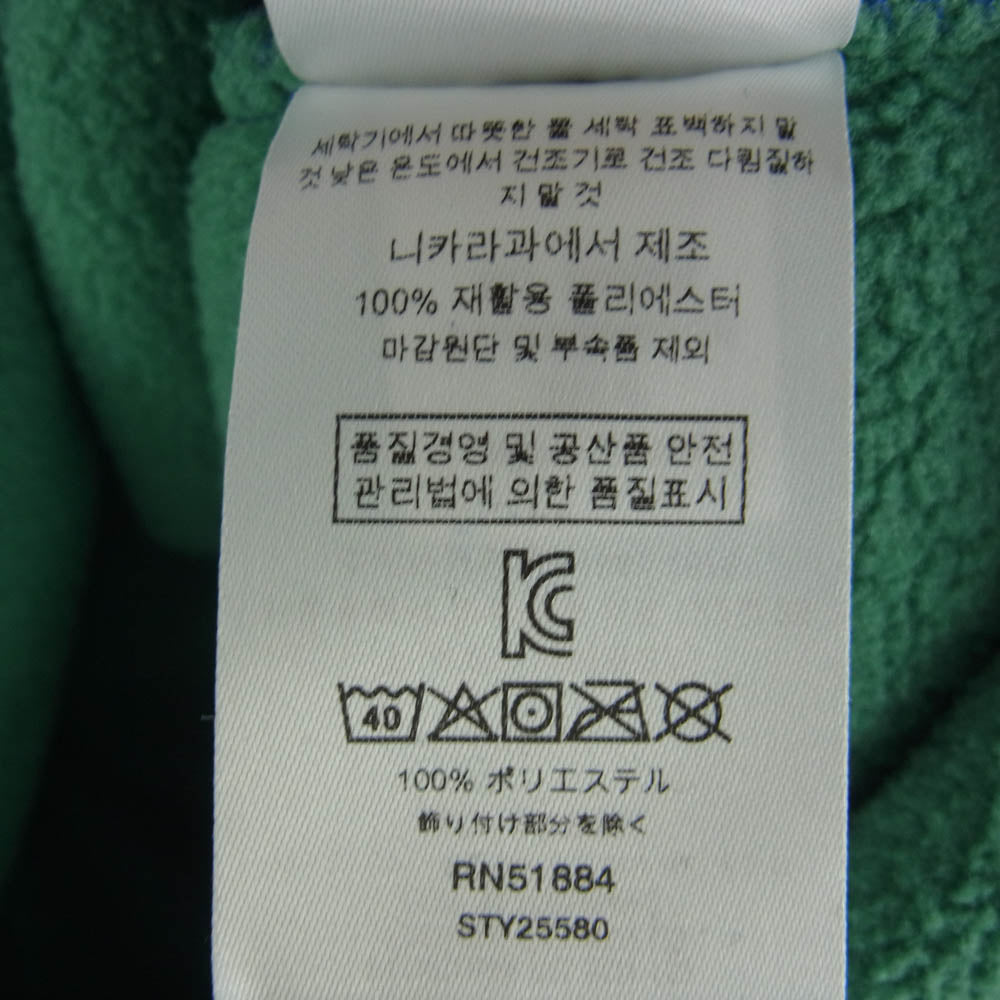 세탁기에서 따뜻한 물 세탁 표백하지 말
것 낮은 온도에서 건조기로 건조 다림질하
지 말 것
니카라과에서 제조
100% 재활용 폴리에스터
마감원단 및 부속품 제외
품질경영 및 공산품 안전
관리법에 의한 품질표시
KC
40
100% ポリエステル
飾り付け部分を除く
RN51884
STY25580